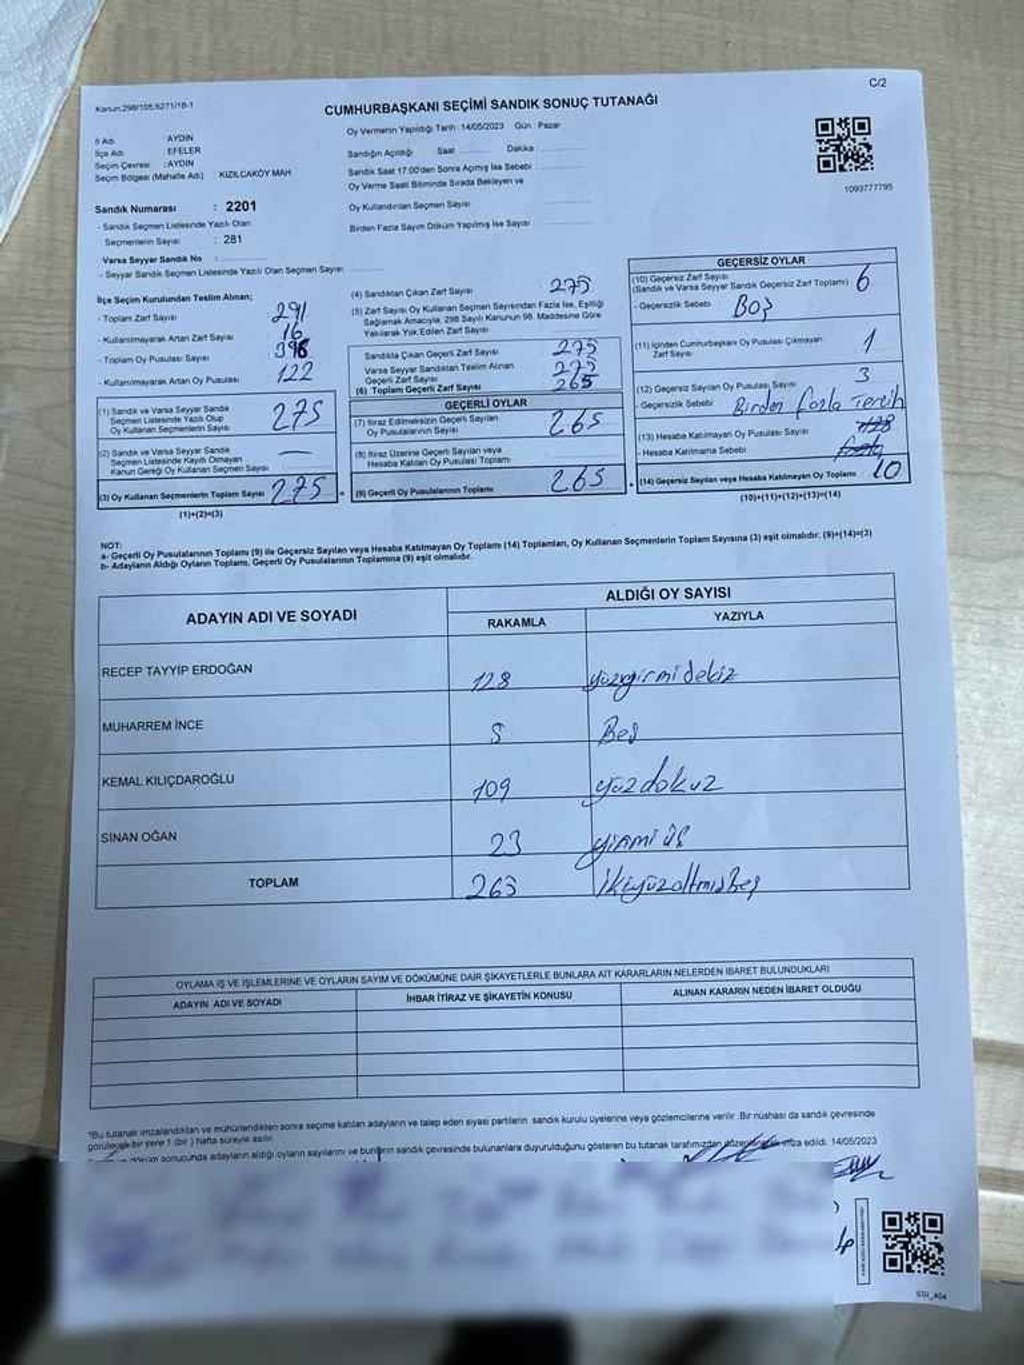 C/2
Kanun:298/105,6271/18-1
CUMHURBAŞKANI SEÇİMİ SANDIK SONUÇ TUTANAĞI
İl Adı AYDIN
İlçe Adı EFELER
Seçim Çevresi :AYDIN
Seçim Bölgesi (Mahalle Adı) KIZILCAKÖY MAH
Sandık Numarası : 2201
- Sandık Seçmen Listesinde Yazılı Olan
Seçmenlerin Sayısı : 281
Varsa Seyyar Sandık No :
- Seyyar Sandık Seçmen Listesinde Yazılı Olan Seçmen Sayısı
Oy Vermenin Yapıldığı Tarih :14/05/2023 Gün : Pazar
Sandığın Açıldığı Saat Dakika
Sandık Saat 17:00'den Sonra Açımış İse Sebebi
Oy Verme Saati Bitiminde Sırada Bekleyen ve
Oy Kullandırılan Seçmen Sayısı
Birden Fazla Sayım Döküm Yapılmış İse Sayısı
1093777795
İlçe Seçim Kurulundan Teslim Alınan;
- Toplam Zarf Sayısı 291
- Kullanılmayarak Artan Zarf Sayısı 16
- Toplam Oy Pusulası Sayısı 398
- Kullanılmayarak Artan Oy Pusulası 122
(1) Sandık ve Varsa Seyyar Sandık
Seçmen Listesinde Yazılı Olup
Oy Kullanan Seçmenlerin Sayısı 275
(2) Sandık ve Varsa Seyyar Sandık
Seçmen Listesinde Kayıtlı Olmayan
Kanun Gereği Oy Kullanan Seçmen Sayısı —
(3) Oy Kullanan Seçmenlerin Toplam Sayısı 275
(1)+(2)=(3)
(4) Sandıktan Çıkan Zarf Sayısı 275
(5) Zarf Sayısı Oy Kullanan Seçmen Sayısından Fazla İse, Eşitliği
Sağlamak Amacıyla, 298 Sayılı Kanunun 98. Maddesine Göre
Yakılarak Yok Edilen Zarf Sayısı
Sandıkta Çıkan Geçerli Zarf Sayısı 275
Varsa Seyyar Sandıktan Teslim Alınan
Geçerli Zarf Sayısı 275
(6) Toplam Geçerli Zarf Sayısı 265
GEÇERLİ OYLAR
(7) İtiraz Edilmeksizin Geçerli Sayılan
Oy Pusulalarının Sayısı 265
(8) İtiraz Üzerine Geçerli Sayılan veya
Hesaba Katılan Oy Pusulası Toplamı
(9) Geçerli Oy Pusulalarının Toplamı 265
GEÇERSİZ OYLAR
(10) Geçersiz Zarf Sayısı
(Sandık ve Varsa Seyyar Sandık Geçersiz Zarf Toplamı) 6
- Geçersizlik Sebebi Boş
(11) İçinden Cumhurbaşkanı Oy Pusulası Çıkmayan
Zarf Sayısı 1
(12) Geçersiz Sayılan Oy Pusulası Sayısı 3
- Geçersizlik Sebebi Birden fazla Tercih
(13) Hesaba Katılmayan Oy Pusulası Sayısı
- Hesaba Katılmama Sebebi
(14) Geçersiz Sayılan veya Hesaba Katılmayan Oy Toplamı 10
(10)+(11)+(12)+(13)=(14)
NOT:
a- Geçerli Oy Pusulalarının Toplamı (9) ile Geçersiz Sayılan veya Hesaba Katılmayan Oy Toplamı (14) Toplamları, Oy Kullanan Seçmenlerin Toplam Sayısına (3) eşit olmalıdır. (9)+(14)=(3)
b- Adayların Aldığı Oyların Toplamı, Geçerli Oy Pusulalarının Toplamına (9) eşit olmalıdır.
ADAYIN ADI VE SOYADI ALDIĞI OY SAYISI
RAKAMLA YAZIYLA
RECEP TAYYİP ERDOĞAN 128 yüzyirmi dekiz
MUHARREM İNCE 5 Beş
KEMAL KILIÇDAROĞLU 109 yüzdokuz
SİNAN OĞAN 23 yirmi üç
TOPLAM 265 İkiyüzaltmışbeş
OYLAMA İŞ VE İŞLEMLERİNE VE OYLARIN SAYIM VE DÖKÜMÜNE DAİR ŞİKAYETLERLE BUNLARA AİT KARARLARIN NELERDEN İBARET BULUNDUKLARI
ADAYIN ADI VE SOYADI İHBAR İTİRAZ VE ŞİKAYETİN KONUSU ALINAN KARARIN NEDEN İBARET OLDUĞU
*Bu tutanak imzalandıktan ve mühürlendikten sonra seçime katılan adayların ve talep eden siyasi partilerin sandık kurulu üyelerine veya gözlemcilerine verilir. Bir nüshası da sandık çevresinde
görülecek bir yere 1 (bir) hafta süreyle asılır.
döküm sonucunda adayların aldığı oyların sayılarını ve bunların sandık çevresinde bulunanlara duyurulduğunu gösteren bu tutanak tarafımızdan düzenlenerek imza edildi. 14/05/2023